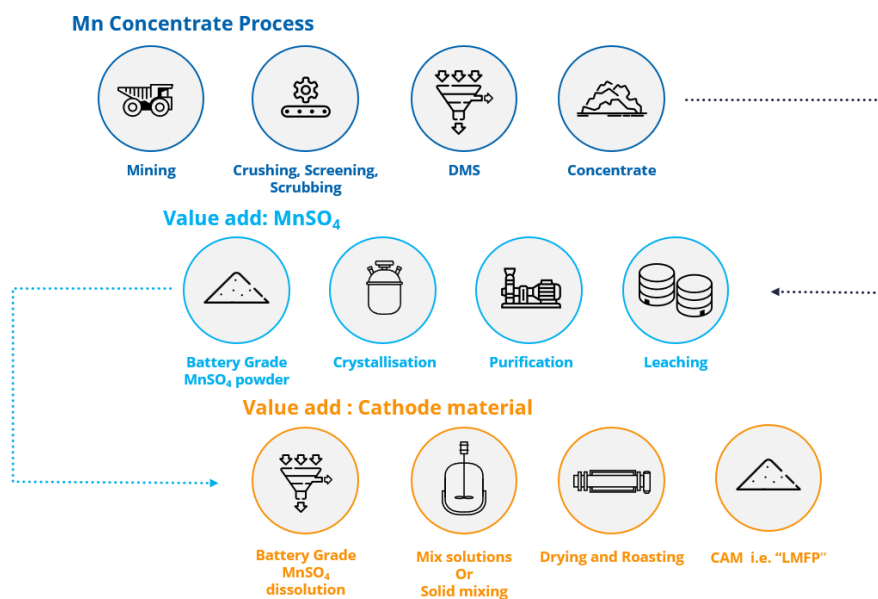 Mn Concentrate Process
Mining
Crushing, Screening,
Scrubbing
DMS
Concentrate
Value add: MnSO₄
Battery Grade
MnSO₄ powder
Crystallisation
Purification
Leaching
Value add : Cathode material
Battery Grade
MnSO₄
dissolution
Mix solutions
Or
Solid mixing
Drying and Roasting
CAM i.e. “LMFP”